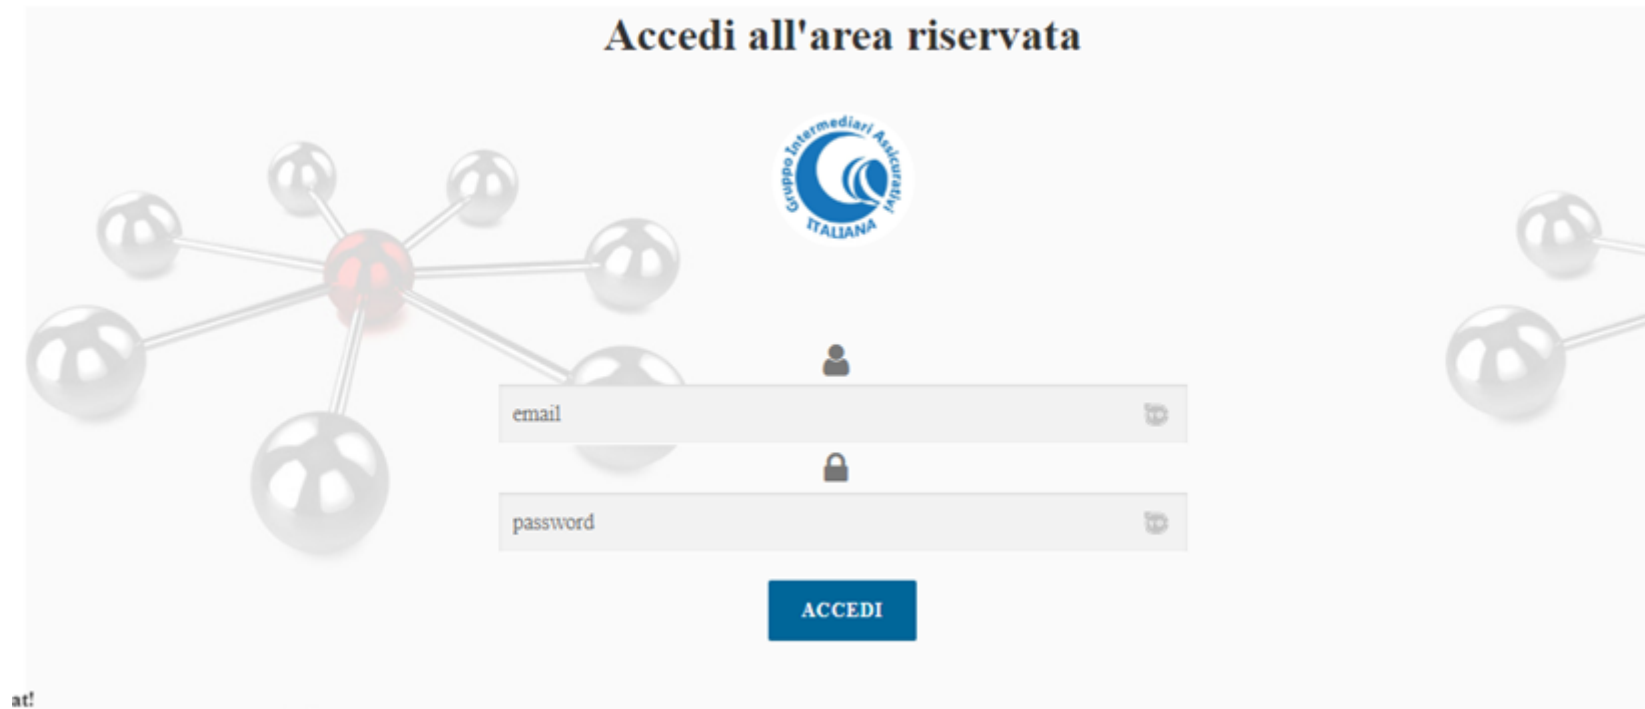 Accedi all'area riservata
Gruppo Intermediari Assicurativi
ITALIANA
email
password
ACCEDI
at!